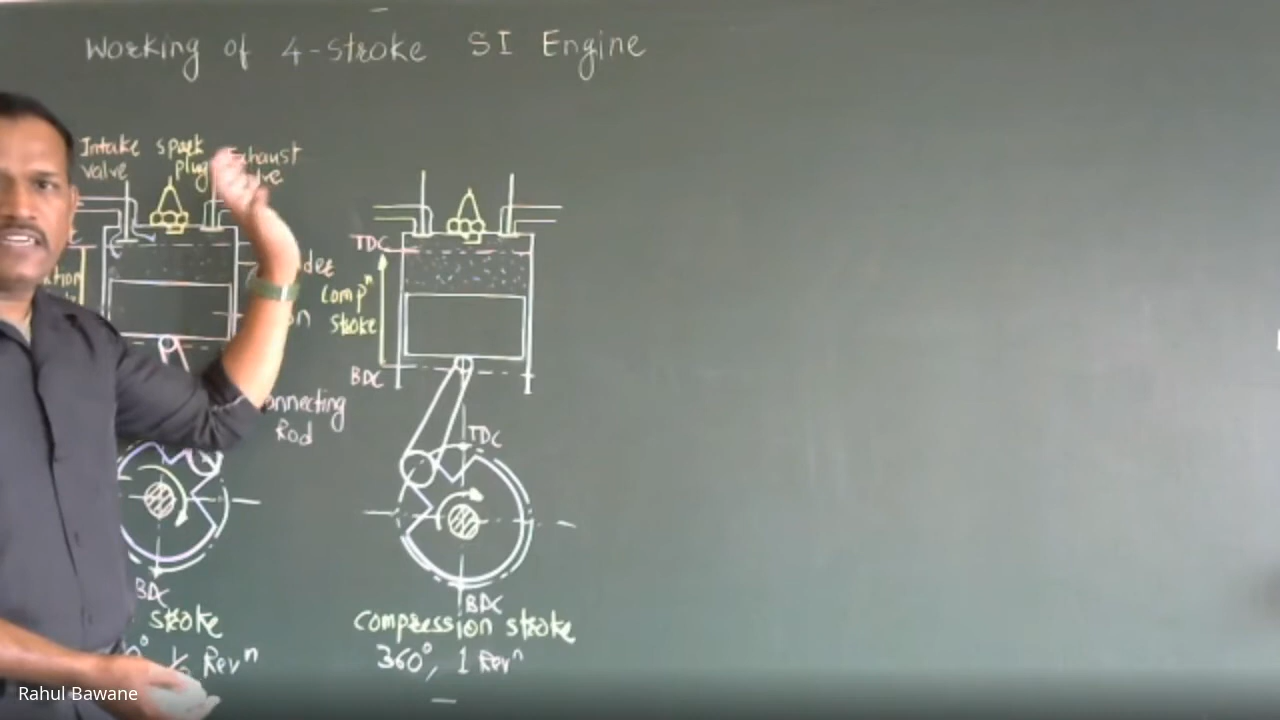 Working of 4-Stroke SI Engine
Intake
valve
spark
plug
Exhaust
TDC
Comp^n
stroke
BDC
Rod
TDC
BDC
BDC
stroke
Rev^n
compression stroke
360°, 1 Rev^n
Rahul Bawane